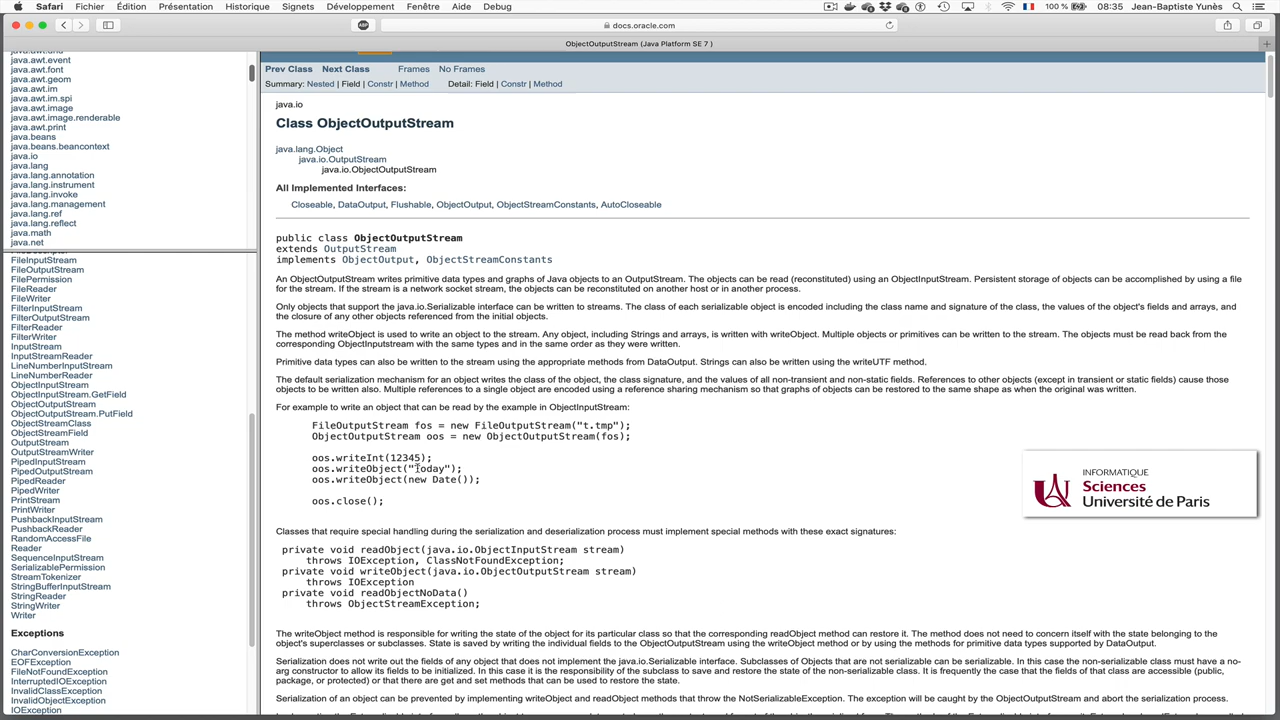 Safari Fichier Édition Présentation Historique Signets Développement Fenêtre Aide Debug 100 % 08:35 Jean-Baptiste Yunès
docs.oracle.com
ObjectOutputStream (Java Platform SE 7 )
java.awt.event
java.awt.font
java.awt.geom
java.awt.im
java.awt.im.spi
java.awt.image
java.awt.image.renderable
java.awt.print
java.beans
java.beans.beancontext
java.io
java.lang
java.lang.annotation
java.lang.instrument
java.lang.invoke
java.lang.management
java.lang.ref
java.lang.reflect
java.math
java.net
FileInputStream
FileOutputStream
FilePermission
FileReader
FileWriter
FilterInputStream
FilterOutputStream
FilterReader
FilterWriter
InputStream
InputStreamReader
LineNumberInputStream
LineNumberReader
ObjectInputStream
ObjectInputStream.GetField
ObjectOutputStream
ObjectOutputStream.PutField
ObjectStreamClass
ObjectStreamField
OutputStream
OutputStreamWriter
PipedInputStream
PipedOutputStream
PipedReader
PipedWriter
PrintStream
PrintWriter
PushbackInputStream
PushbackReader
RandomAccessFile
Reader
SequenceInputStream
SerializablePermission
StreamTokenizer
StringBufferInputStream
StringReader
StringWriter
Writer
Exceptions
CharConversionException
EOFException
FileNotFoundException
InterruptedIOException
InvalidClassException
InvalidObjectException
IOException
Prev Class Next Class Frames No Frames
Summary: Nested | Field | Constr | Method Detail: Field | Constr | Method
java.io
Class ObjectOutputStream
java.lang.Object
java.io.OutputStream
java.io.ObjectOutputStream
All Implemented Interfaces:
Closeable, DataOutput, Flushable, ObjectOutput, ObjectStreamConstants, AutoCloseable
public class ObjectOutputStream
extends OutputStream
implements ObjectOutput, ObjectStreamConstants
An ObjectOutputStream writes primitive data types and graphs of Java objects to an OutputStream. The objects can be read (reconstituted) using an ObjectInputStream. Persistent storage of objects can be accomplished by using a file
for the stream. If the stream is a network socket stream, the objects can be reconstituted on another host or in another process.
Only objects that support the java.io.Serializable interface can be written to streams. The class of each serializable object is encoded including the class name and signature of the class, the values of the object's fields and arrays, and
the closure of any other objects referenced from the initial objects.
The method writeObject is used to write an object to the stream. Any object, including Strings and arrays, is written with writeObject. Multiple objects or primitives can be written to the stream. The objects must be read back from the
corresponding ObjectInputstream with the same types and in the same order as they were written.
Primitive data types can also be written to the stream using the appropriate methods from DataOutput. Strings can also be written using the writeUTF method.
The default serialization mechanism for an object writes the class of the object, the class signature, and the values of all non-transient and non-static fields. References to other objects (except in transient or static fields) cause those
objects to be written also. Multiple references to a single object are encoded using a reference sharing mechanism so that graphs of objects can be restored to the same shape as when the original was written.
For example to write an object that can be read by the example in ObjectInputStream:
FileOutputStream fos = new FileOutputStream("t.tmp");
ObjectOutputStream oos = new ObjectOutputStream(fos);
oos.writeInt(12345);
oos.writeObject("Today");
oos.writeObject(new Date());
oos.close();
Classes that require special handling during the serialization and deserialization process must implement special methods with these exact signatures:
private void readObject(java.io.ObjectInputStream stream)
throws IOException, ClassNotFoundException;
private void writeObject(java.io.ObjectOutputStream stream)
throws IOException
private void readObjectNoData()
throws ObjectStreamException;
The writeObject method is responsible for writing the state of the object for its particular class so that the corresponding readObject method can restore it. The method does not need to concern itself with the state belonging to the
object's superclasses or subclasses. State is saved by writing the individual fields to the ObjectOutputStream using the writeObject method or by using the methods for primitive data types supported by DataOutput.
Serialization does not write out the fields of any object that does not implement the java.io.Serializable interface. Subclasses of Objects that are not serializable can be serializable. In this case the non-serializable class must have a no-
arg constructor to allow its fields to be initialized. In this case it is the responsibility of the subclass to save and restore the state of the non-serializable class. It is frequently the case that the fields of that class are accessible (public,
package, or protected) or that there are get and set methods that can be used to restore the state.
Serialization of an object can be prevented by implementing writeObject and readObject methods that throw the NotSerializableException. The exception will be caught by the ObjectOutputStream and abort the serialization process.
INFORMATIQUE
Sciences
Université de Paris